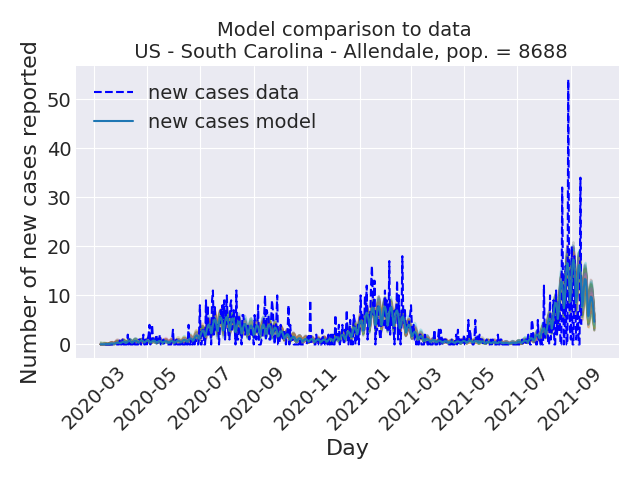 Model comparison to data
US - South Carolina - Allendale, pop. = 8688
Number of new cases reported
new cases data
new cases model
50
40
30
20
10
0
2020-03
2020-05
2020-07
2020-09
2020-11
2021-01
2021-03
2021-05
2021-07
2021-09
Day